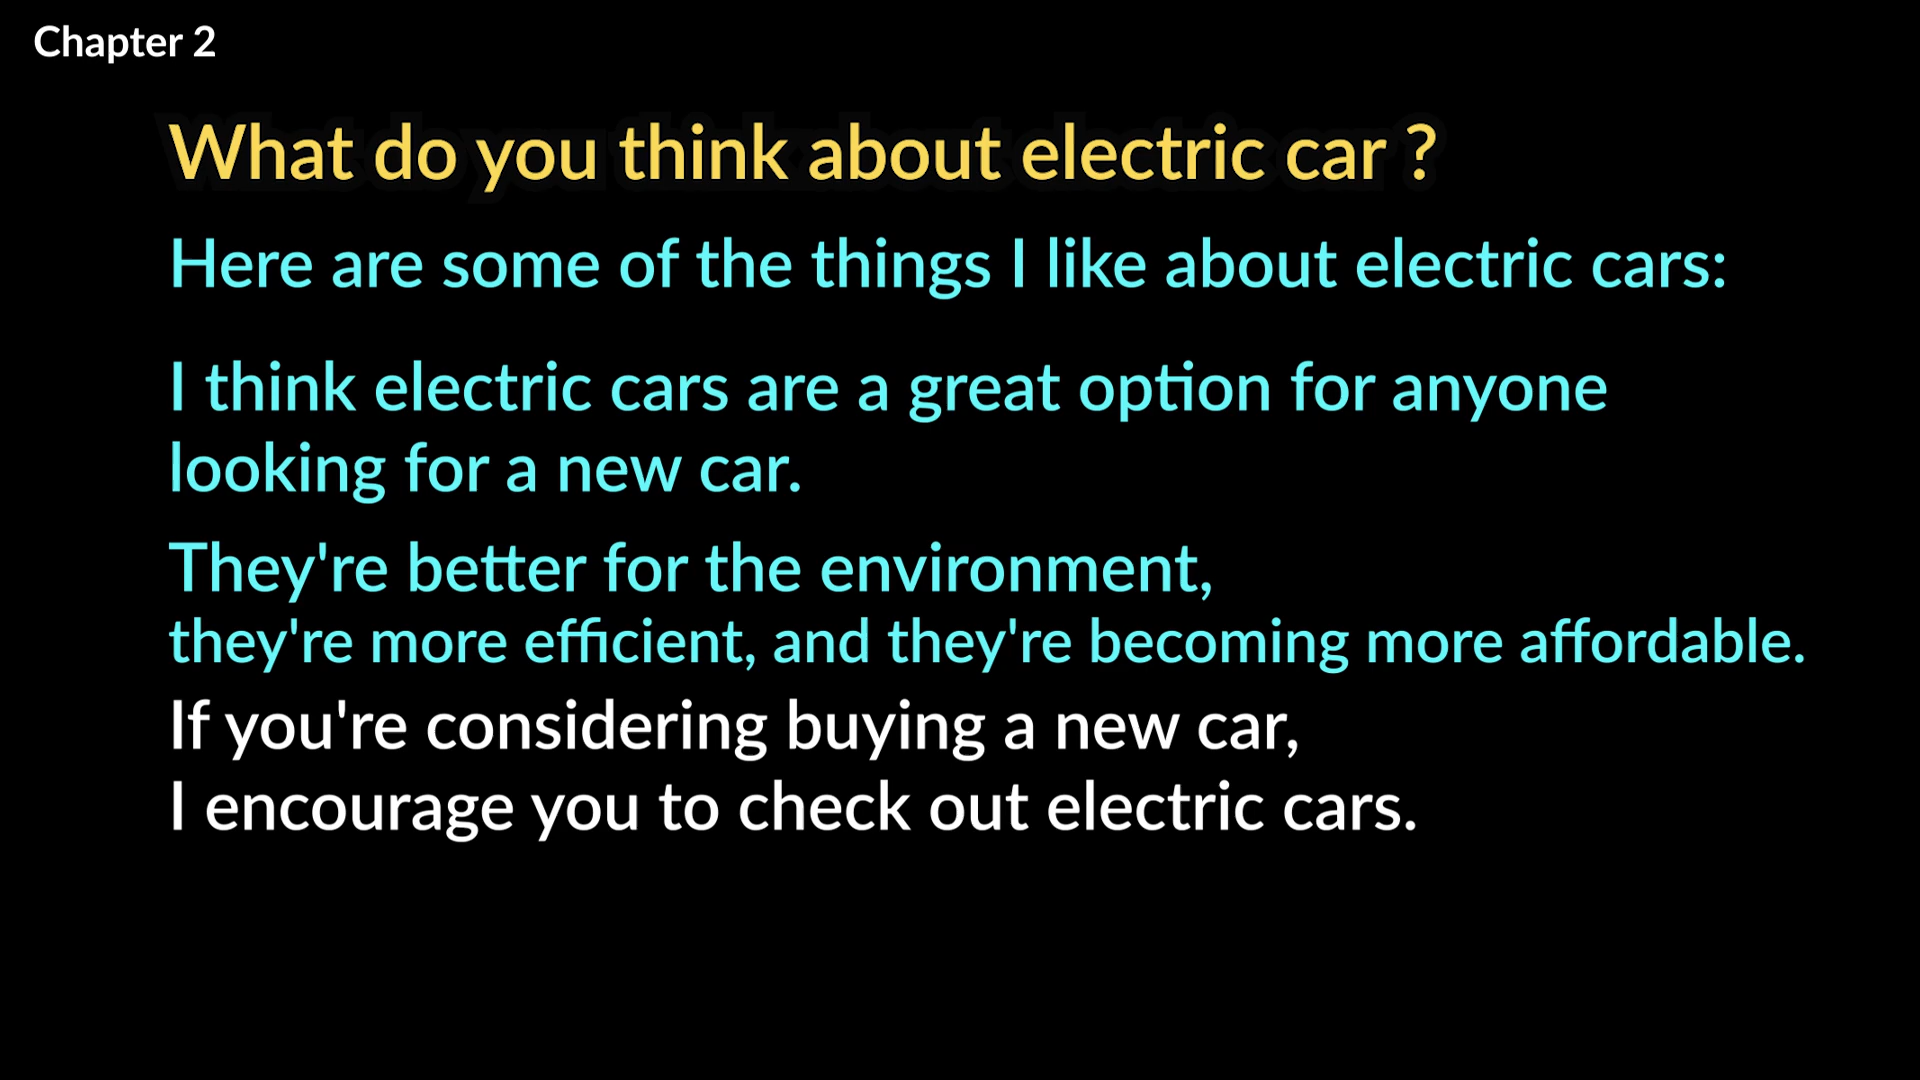 Chapter 2
What do you think about electric car ?
Here are some of the things I like about electric cars:
I think electric cars are a great option for anyone
looking for a new car.
They're better for the environment,
they're more efficient, and they're becoming more affordable.
If you're considering buying a new car,
I encourage you to check out electric cars.